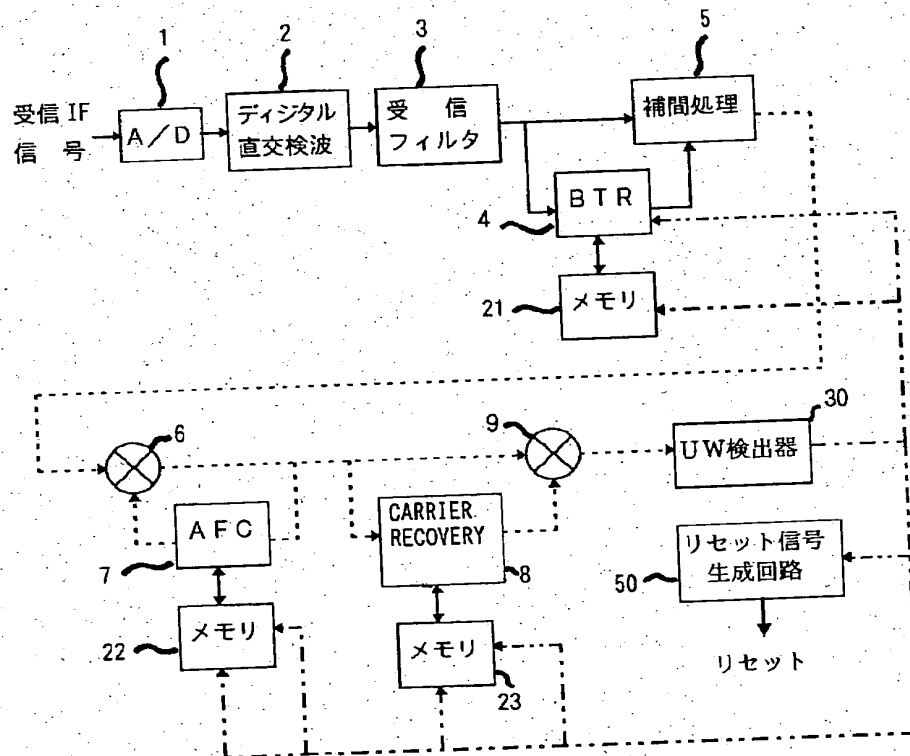 1
2
3
5
受信IF
信号
A/D
ディジタル
直交検波
受信
フィルタ
補間処理
BTR
4
メモリ
21
6
9
30
UW検出器
AFC
7
CARRIER
RECOVERY
8
リセット信号
生成回路
50
メモリ
22
メモリ
23
リセット